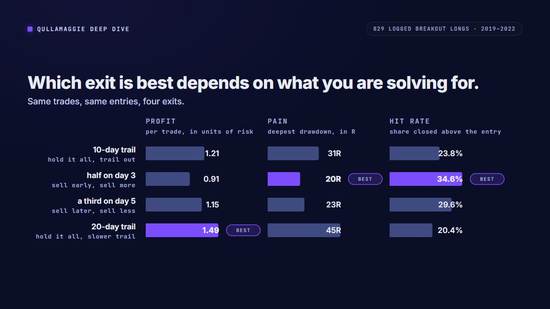 QULLAMAGGIE DEEP DIVE
829 LOGGED BREAKOUT LONGS · 2019–2022
Which exit is best depends on what you are solving for.
Same trades, same entries, four exits.
PROFIT PAIN HIT RATE
per trade, in units of risk deepest drawdown, in R share closed above the entry
10-day trail 1.21 31R 23.8%
hold it all, trail out
half on day 3 0.91 20R BEST 34.6% BEST
sell early, sell more
a third on day 5 1.15 23R 29.6%
sell later, sell less
20-day trail 1.49 BEST 45R 20.4%
hold it all, slower trail